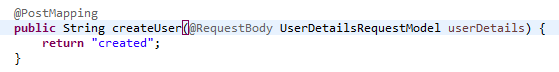 @PostMapping
public String createUser(@RequestBody UserDetailsRequestModel userDetails) {
    return "created";
}